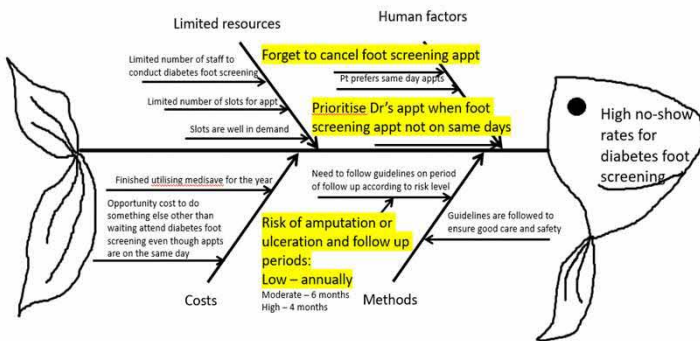 Limited resources
Human factors
Limited number of staff to
conduct diabetes foot screening
Limited number of slots for appt
Slots are well in demand
Forget to cancel foot screening appt
Pt prefers same day appts
Prioritise Dr's appt when foot
screening appt not on same days
High no-show
rates for
diabetes foot
screening
Finished utilising medisave for the year
Opportunity cost to do
something else other than
waiting attend diabetes foot
screening even though appts
are on the same day
Need to follow guidelines on period
of follow up according to risk level
Risk of amputation or
ulceration and follow up
periods:
Low – annually
Moderate – 6 months
High – 4 months
Guidelines are followed to
ensure good care and safety
Costs
Methods